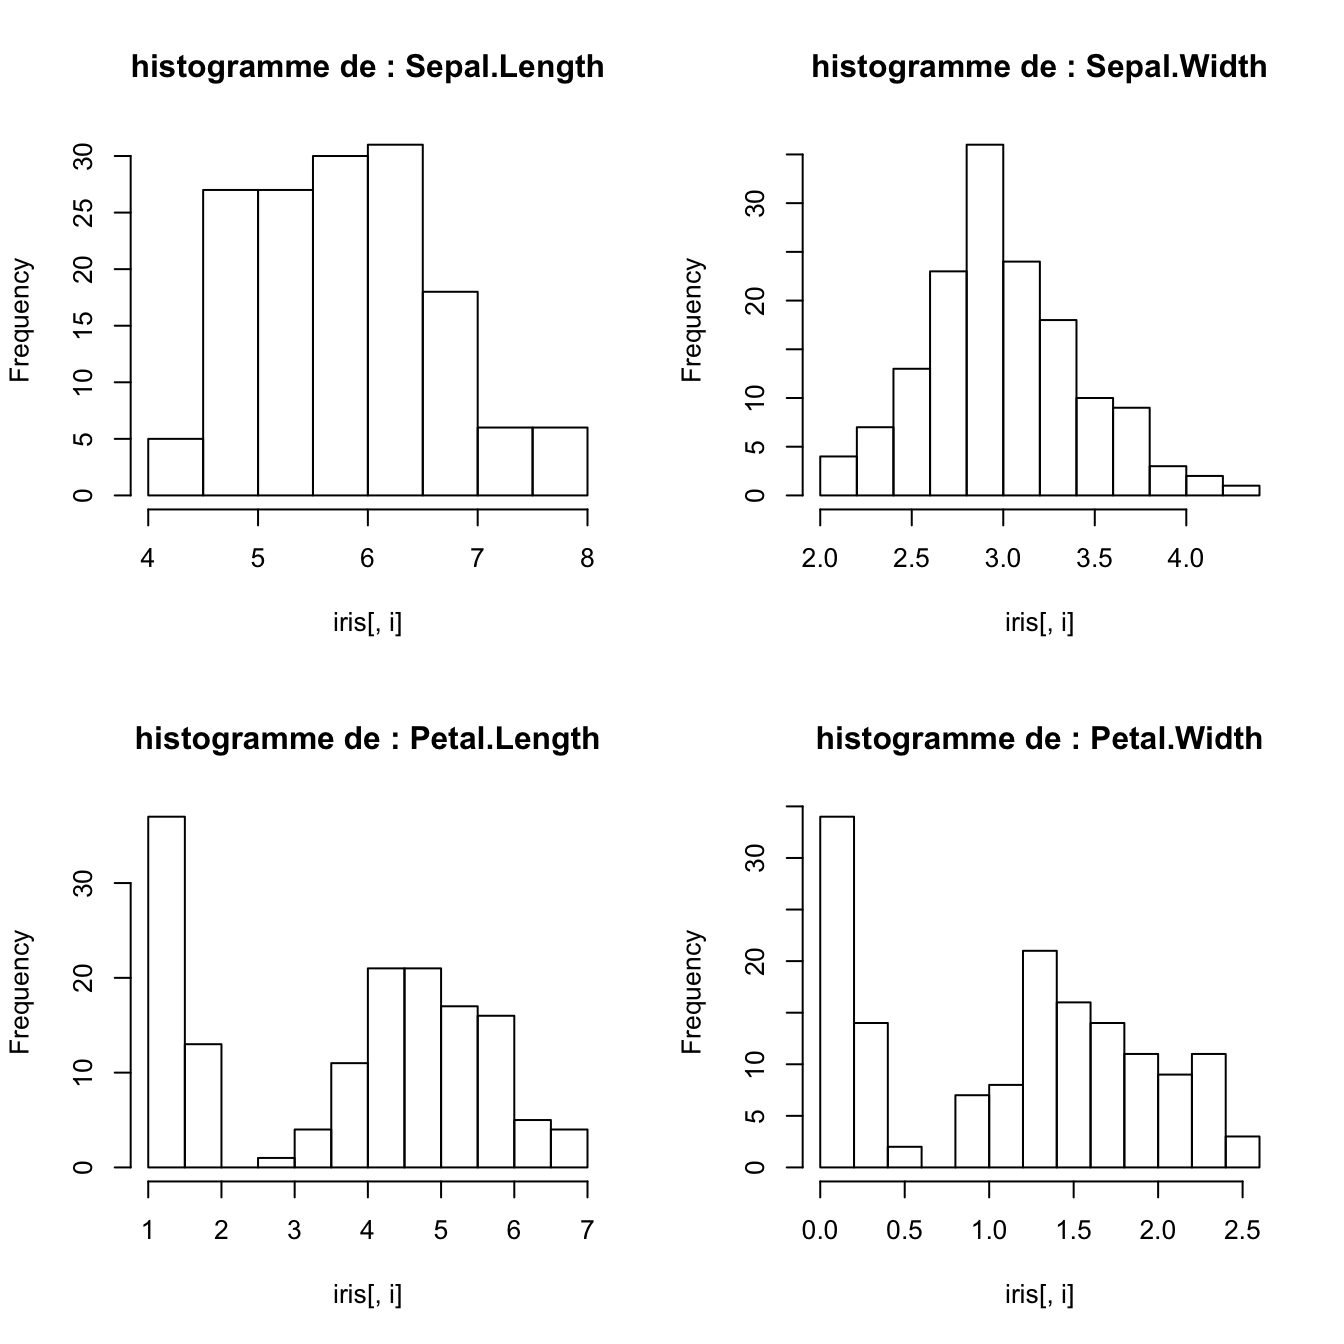 histogramme de : Sepal.Length
Frequency
0 5 10 15 20 25 30
4 5 6 7 8
iris[, i]
histogramme de : Sepal.Width
Frequency
0 5 10 20 30
2.0 2.5 3.0 3.5 4.0
iris[, i]
histogramme de : Petal.Length
Frequency
0 10 20 30
1 2 3 4 5 6 7
iris[, i]
histogramme de : Petal.Width
Frequency
0 5 10 20 30
0.0 0.5 1.0 1.5 2.0 2.5
iris[, i]